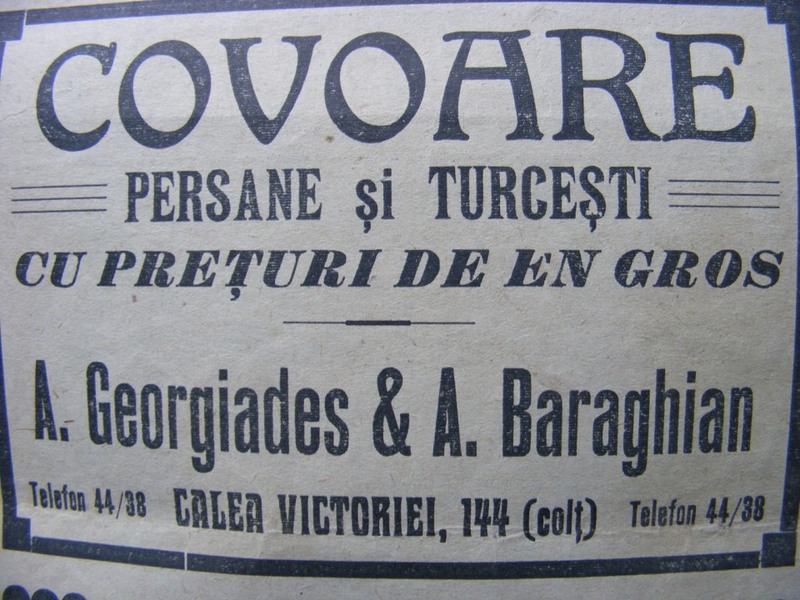 COVOARE
PERSANE și TURCEȘTI
CU PREȚURI DE EN GROS
A. Georgiades & A. Baraghian
Telefon 44/38 CALEA VICTORIEI, 144 (colț) Telefon 44/38